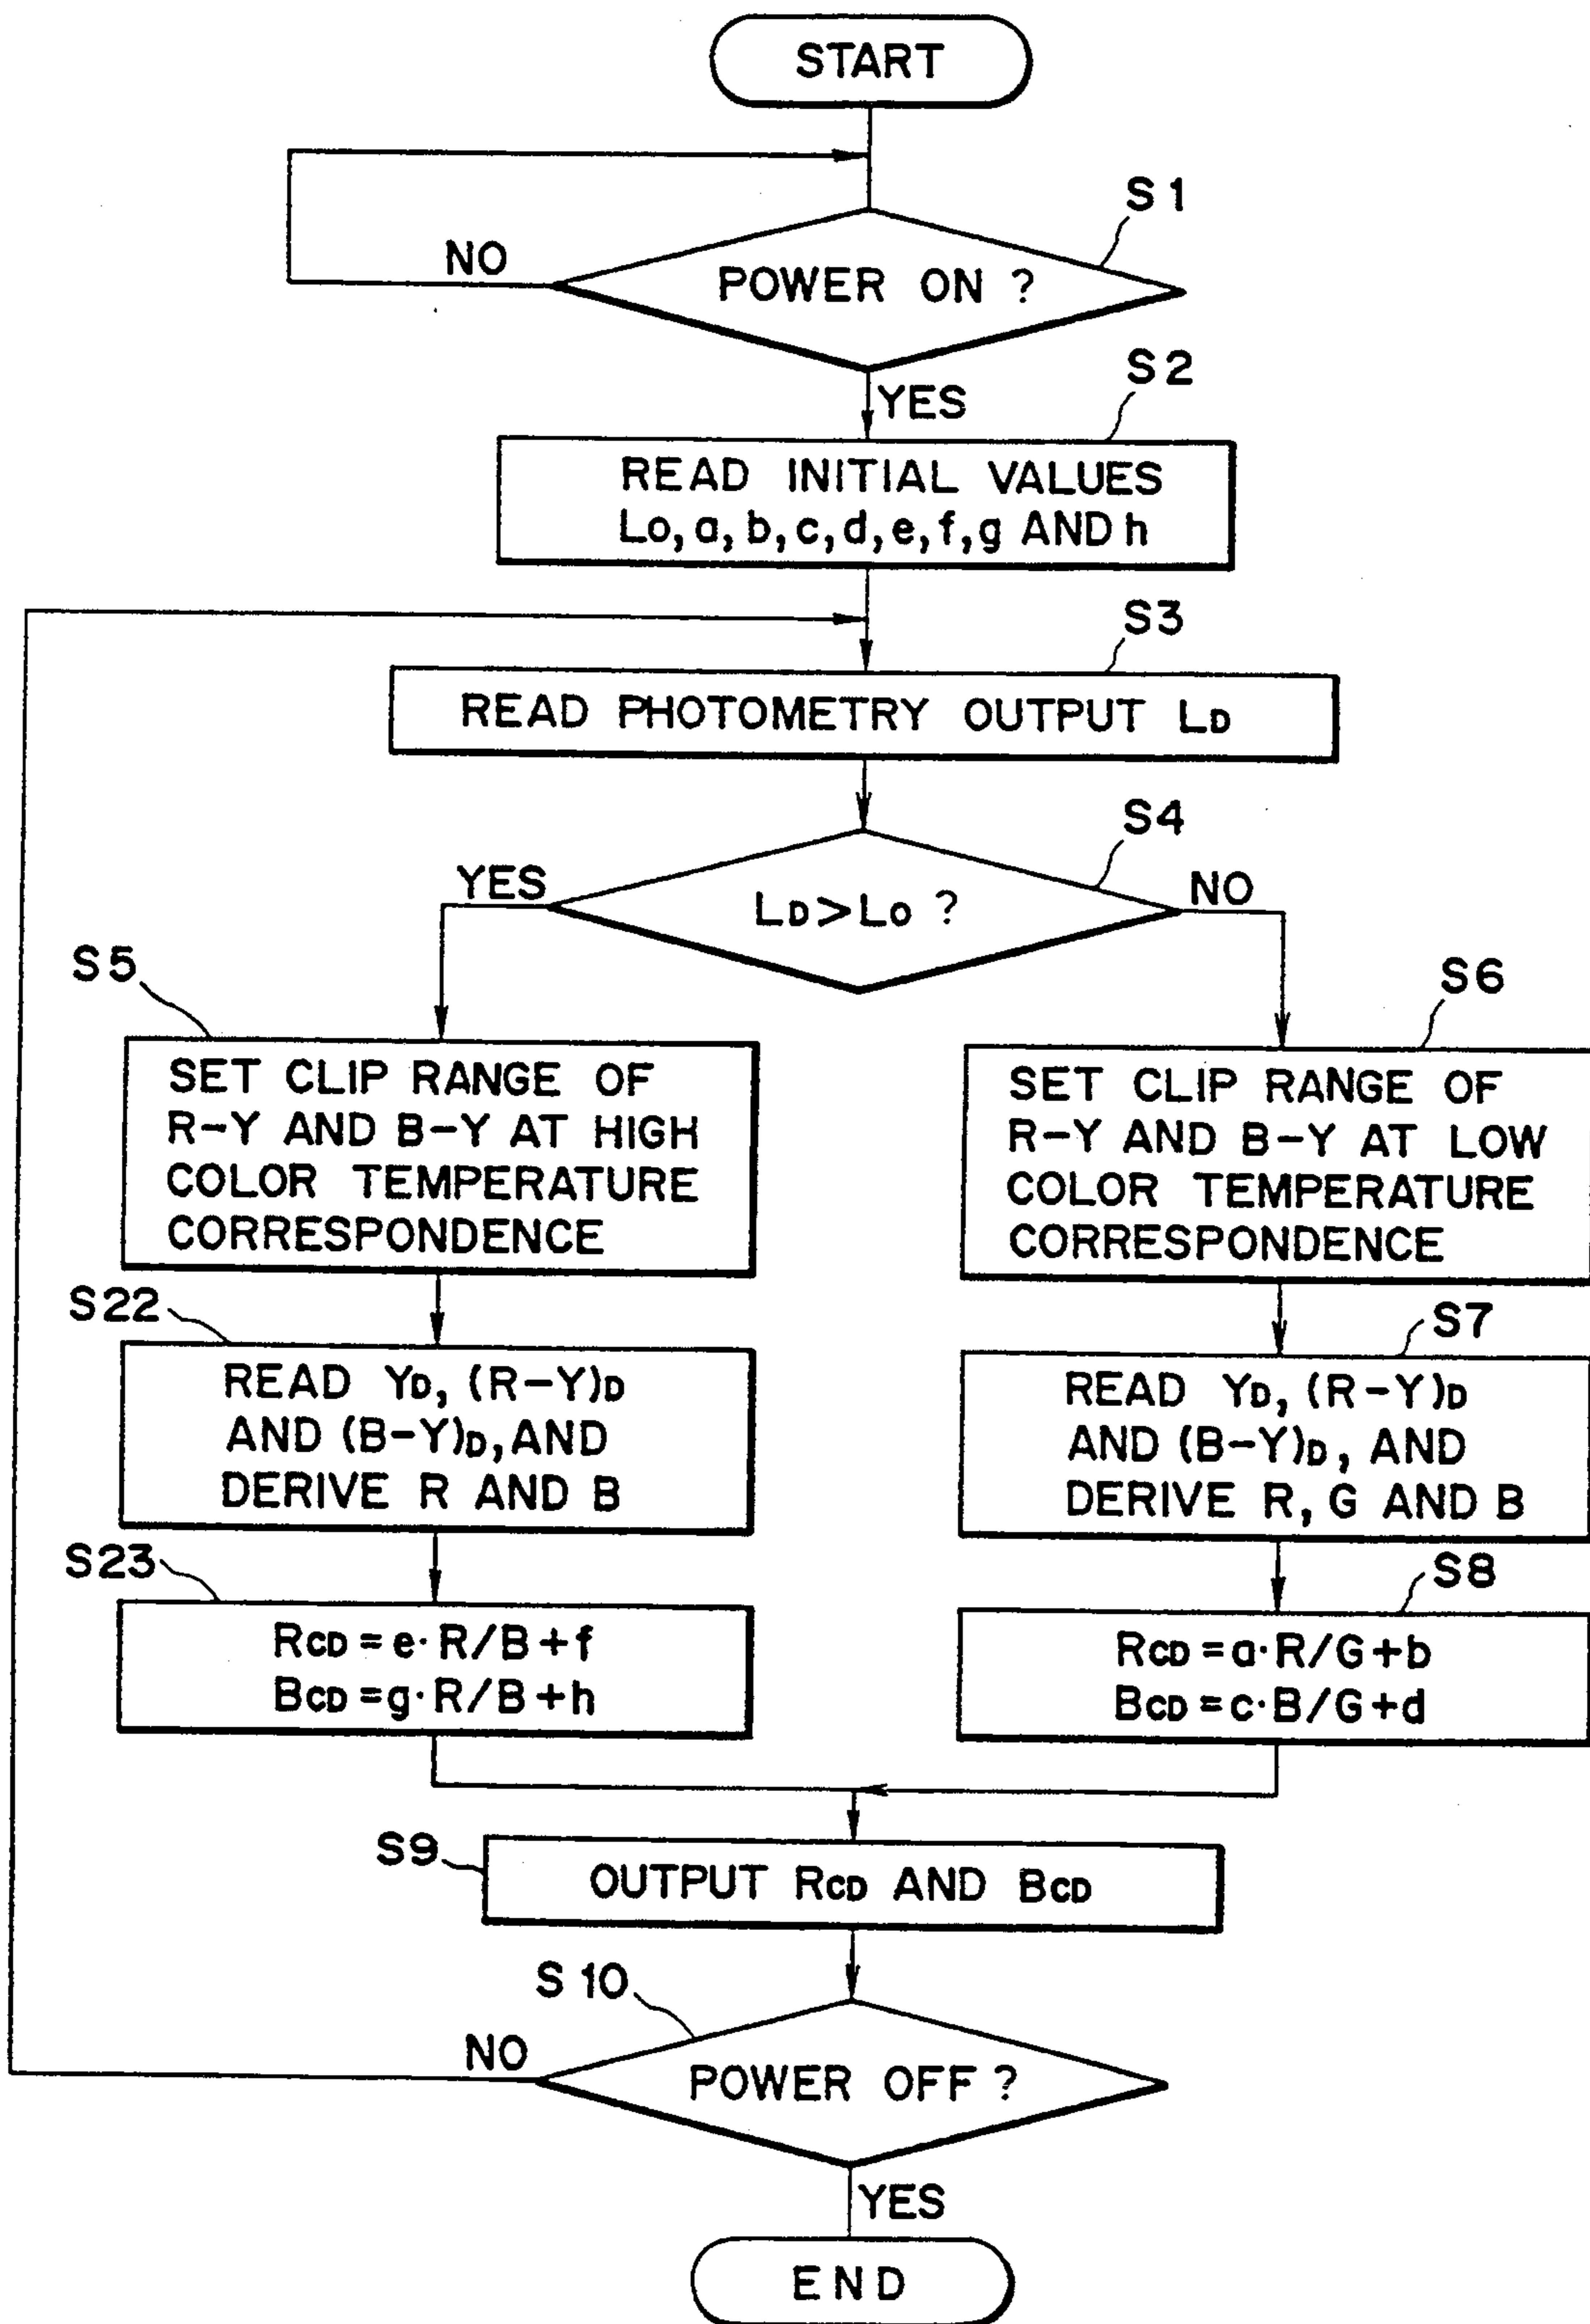 START
S1
NO
POWER ON ?
S2
YES
READ INITIAL VALUES
Lo, a, b, c, d, e, f, g AND h
S3
READ PHOTOMETRY OUTPUT LD
S4
YES
LD>LO ?
NO
S5
SET CLIP RANGE OF
R-Y AND B-Y AT HIGH
COLOR TEMPERATURE
CORRESPONDENCE
S6
SET CLIP RANGE OF
R-Y AND B-Y AT LOW
COLOR TEMPERATURE
CORRESPONDENCE
S22
READ YD, (R-Y)D
AND (B-Y)D, AND
DERIVE R AND B
S7
READ YD, (R-Y)D
AND (B-Y)D, AND
DERIVE R, G AND B
S23
RCD = e· R/B + f
BCD = g· R/B + h
S8
RCD = a· R/G + b
BCD = c· B/G + d
S9
OUTPUT RCD AND BCD
S10
NO
POWER OFF ?
YES
END